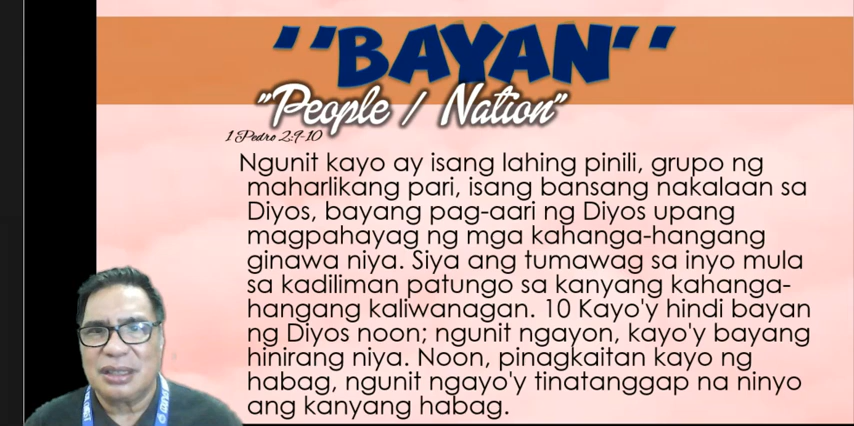 ''BAYAN''
"People / Nation"
1 Pedro 2:9-10
Ngunit kayo ay isang lahing pinili, grupo ng
maharlikang pari, isang bansang nakalaan sa
Diyos, bayang pag-aari ng Diyos upang
magpahayag ng mga kahanga-hangang
ginawa niya. Siya ang tumawag sa inyo mula
sa kadiliman patungo sa kanyang kahanga-
hangang kaliwanagan. 10 Kayo'y hindi bayan
ng Diyos noon; ngunit ngayon, kayo'y bayang
hinirang niya. Noon, pinagkaitan kayo ng
habag, ngunit ngayo'y tinatanggap na ninyo
ang kanyang habag.